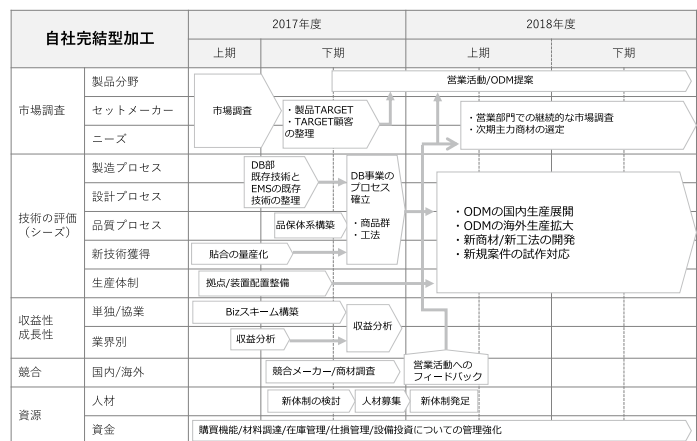 自社完結型加工
2017年度
2018年度
上期
下期
上期
下期
市場調査
製品分野
セットメーカー
ニーズ
市場調査
・製品TARGET
・TARGET顧客
の整理
営業活動/ODM提案
・営業部門での継続的な市場調査
・次期主力商材の選定
技術の評価
（シーズ）
製造プロセス
設計プロセス
品質プロセス
新技術獲得
生産体制
DB部
既存技術と
EMSの既存
技術の整理
品保体系構築
貼合の量産化
拠点/装置配置整備
DB事業の
プロセス
確立
・商品群
・工法
・ODMの国内生産展開
・ODMの海外生産拡大
・新商材/新工法の開発
・新規案件の試作対応
収益性
成長性
単独/協業
業界別
Bizスキーム構築
収益分析
収益分析
競合
国内/海外
競合メーカー/商材調査
営業活動への
フィードバック
資源
人材
資金
新体制の検討
人材募集
新体制発足
購買機能/材料調達/在庫管理/仕損管理/設備投資についての管理強化